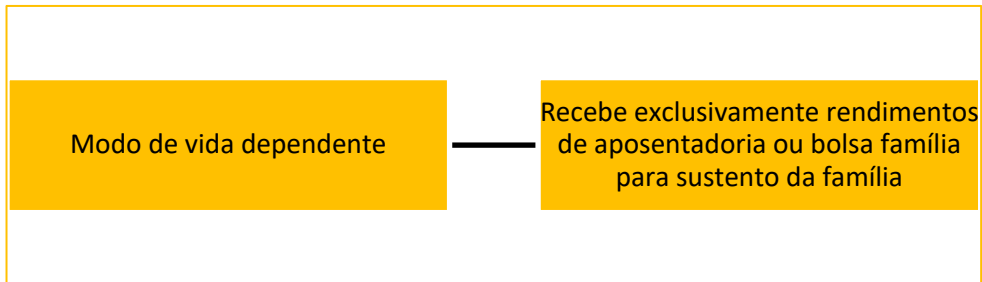 Modo de vida dependente
Recebe exclusivamente rendimentos
de aposentadoria ou bolsa família
para sustento da família